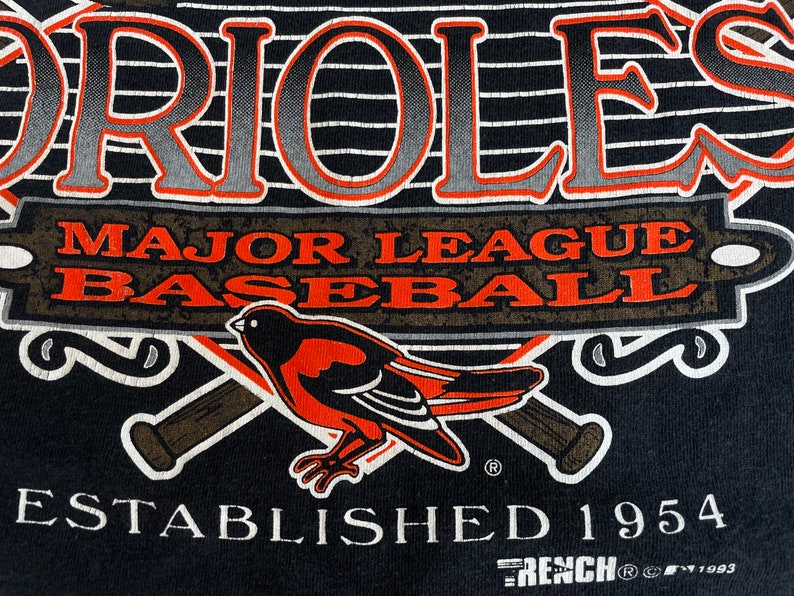 ORIOLES
MAJOR LEAGUE
BASEBALL
®
ESTABLISHED 1954
TRENCH ® © 1993